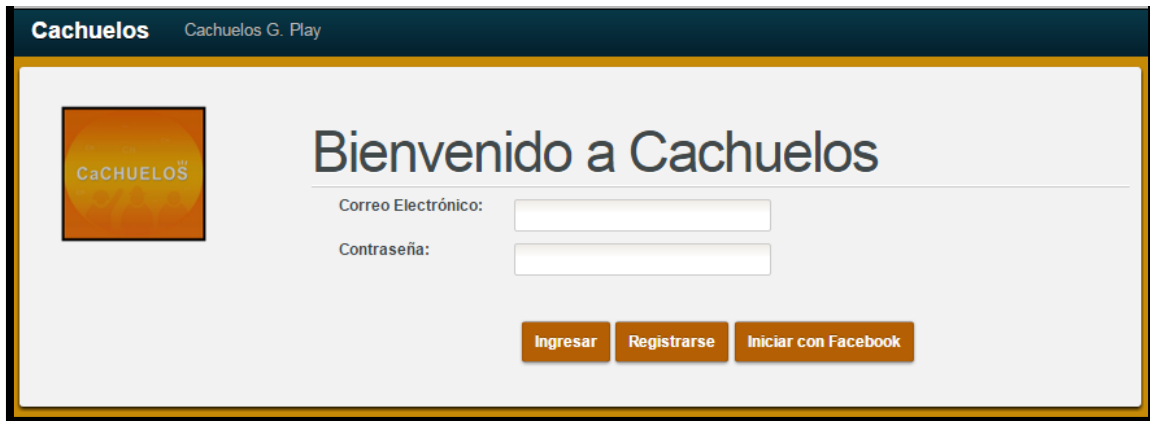 Cachuelos Cachuelos G. Play
CaCHUELOS
Bienvenido a Cachuelos
Correo Electrónico:
Contraseña:
Ingresar Registrarse Iniciar con Facebook